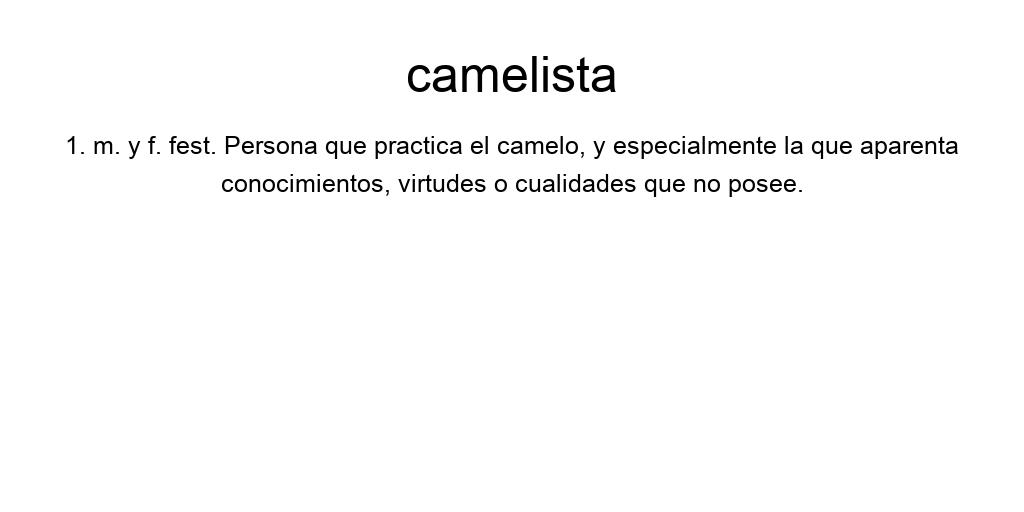 camelista
1. m. y f. fest. Persona que practica el camelo, y especialmente la que aparenta
conocimientos, virtudes o cualidades que no posee.